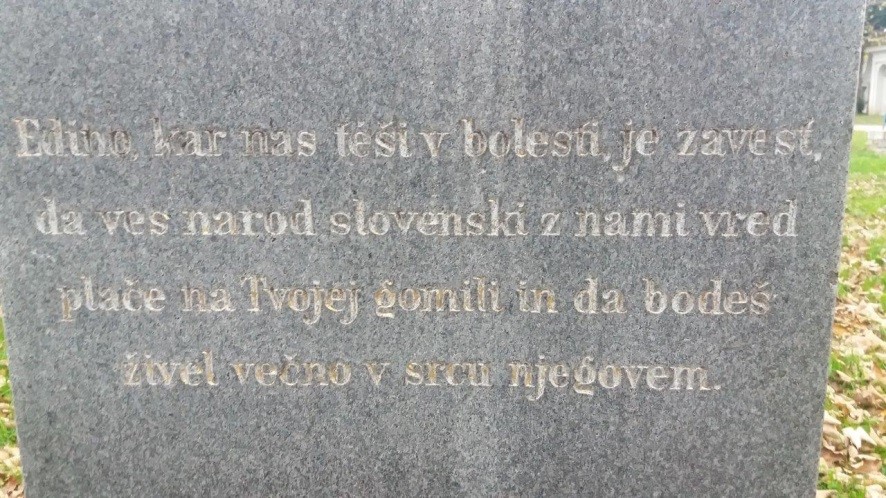 Edino, kar nas téši v bolesti, je zavest,
da ves narod slovenski z nami vred
plače na Tvojej gomili in da bodeš
živel večno v srcu njegovem.